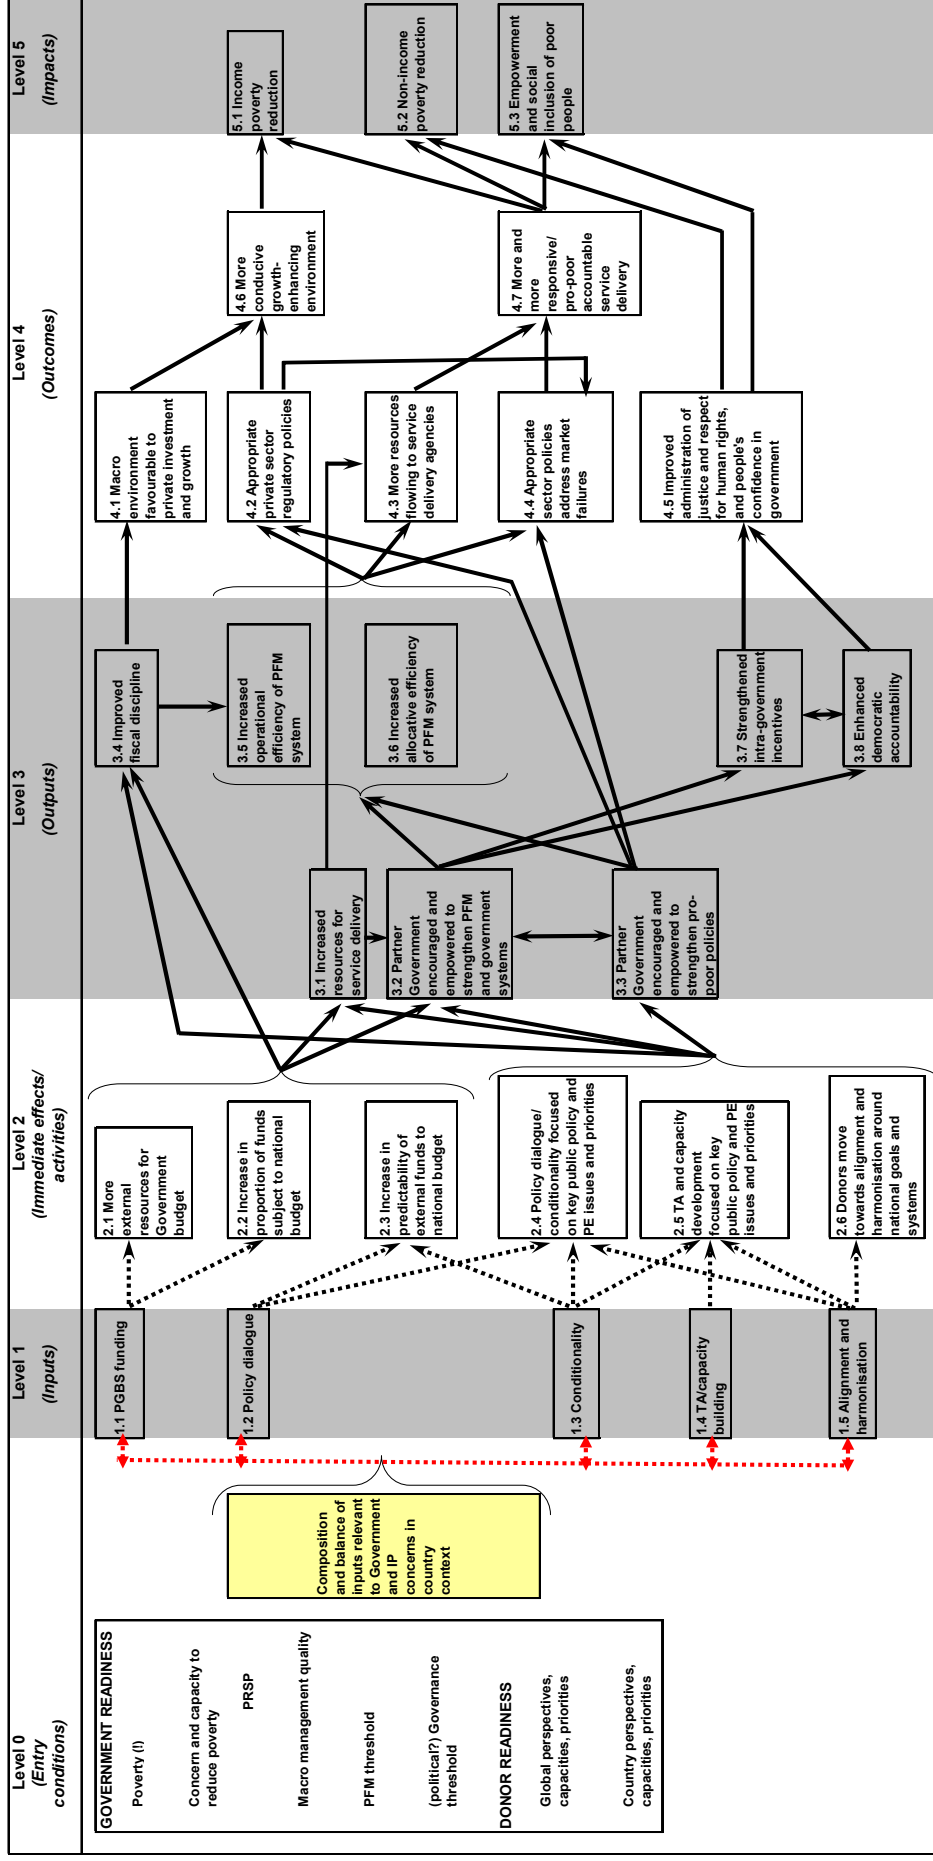 Level 0
(Entry
conditions)
Level 1
(Inputs)
Level 2
(Immediate effects/
activities)
Level 3
(Outputs)
Level 4
(Outcomes)
Level 5
(Impacts)
GOVERNMENT READINESS
Poverty (!)
Concern and capacity to
reduce poverty
PRSP
Macro management quality
PFM threshold
(political?) Governance
threshold
DONOR READINESS
Global perspectives,
capacities, priorities
Country perspectives,
capacities, priorities
Composition
and balance of
inputs relevant
to Government
and IP
concerns in
country
context
1.1 PGBS funding
1.2 Policy dialogue
1.3 Conditionality
1.4 TA/capacity
building
1.5 Alignment and
harmonisation
2.1 More
external
resources for
Government
budget
2.2 Increase in
proportion of funds
subject to national
budget
2.3 Increase in
predictability of
external funds to
national budget
2.4 Policy dialogue/
conditionality focused
on key public policy and
PE issues and priorities
2.5 TA and capacity
development
focused on key
public policy and PE
issues and priorities
2.6 Donors move
towards alignment and
harmonisation around
national goals and
systems
3.1 Increased
resources for
service delivery
3.2 Partner
Government
encouraged and
empowered to
strengthen PFM
and government
systems
3.3 Partner
Government
encouraged and
empowered to
strengthen pro-
poor policies
3.4 Improved
fiscal discipline
3.5 Increased
operational
efficiency of PFM
system
3.6 Increased
allocative efficiency
of PFM system
3.7 Strengthened
intra-government
incentives
3.8 Enhanced
democratic
accountability
4.1 Macro
environment
favourable to
private investment
and growth
4.2 Appropriate
private sector
regulatory policies
4.3 More resources
flowing to service
delivery agencies
4.4 Appropriate
sector policies
address market
failures
4.5 Improved
administration of
justice and respect
for human rights,
and people's
confidence in
government
4.6 More
conducive
growth-
enhancing
environment
4.7 More and
more
responsive/
pro-poor
accountable
service
delivery
5.1 Income
poverty
reduction
5.2 Non-income
poverty reduction
5.3 Empowerment
and social
inclusion of poor
people